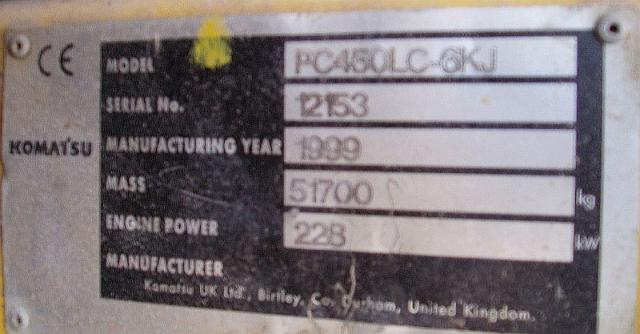 CE MODEL PC450LC-6KJ
SERIAL No. 12153
KOMATSU MANUFACTURING YEAR 1999
MASS 51700 kg
ENGINE POWER 228 kW
MANUFACTURER
Komatsu UK Ltd., Birtley, Co. Durham, United Kingdom.